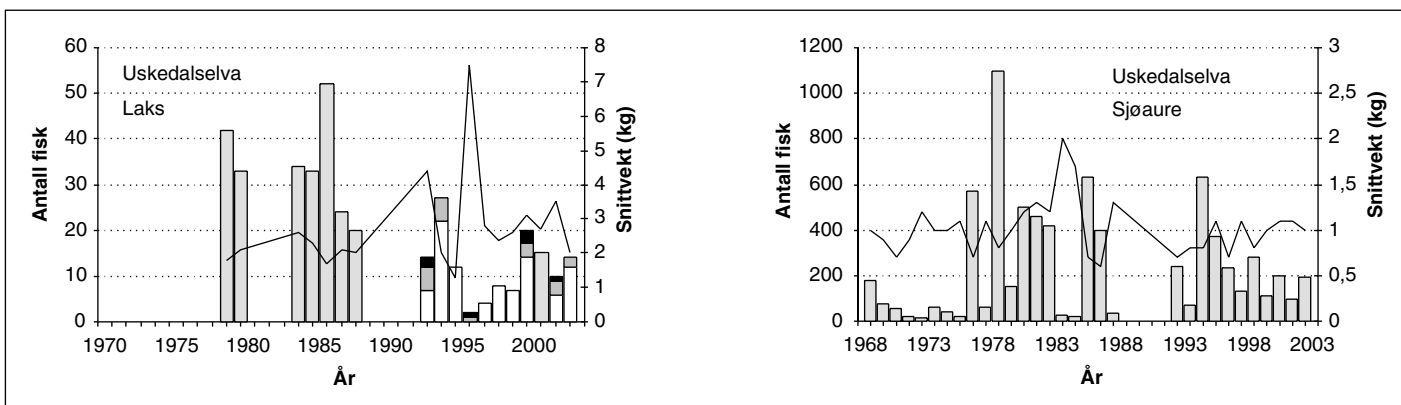 Uskedalselva
Laks
Antall fisk
60
50
40
30
20
10
0
Snittvekt (kg)
8
7
6
5
4
3
2
1
0
1970 1975 1980 1985 1990 1995 2000
År
Uskedalselva
Sjøaure
Antall fisk
1200
1000
800
600
400
200
0
Snittvekt (kg)
3
2,5
2
1,5
1
0,5
0
1968 1973 1978 1983 1988 1993 1998 2003
År